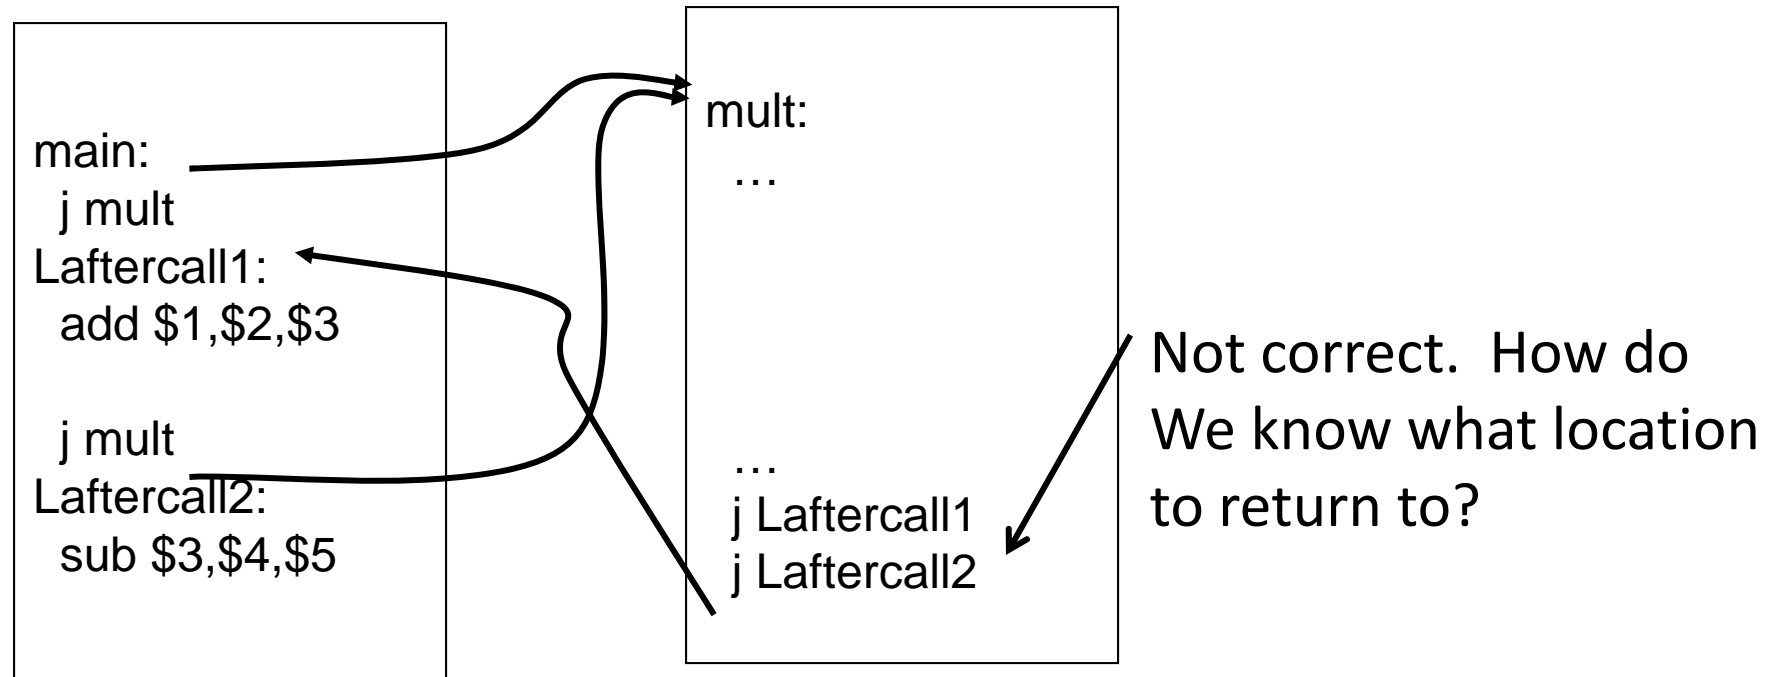 main:
j mult
Laftercall1:
add $1,$2,$3
j mult
Laftercall2:
sub $3,$4,$5
mult:
…
…
j Laftercall1
j Laftercall2
Not correct.  How do
We know what location
to return to?